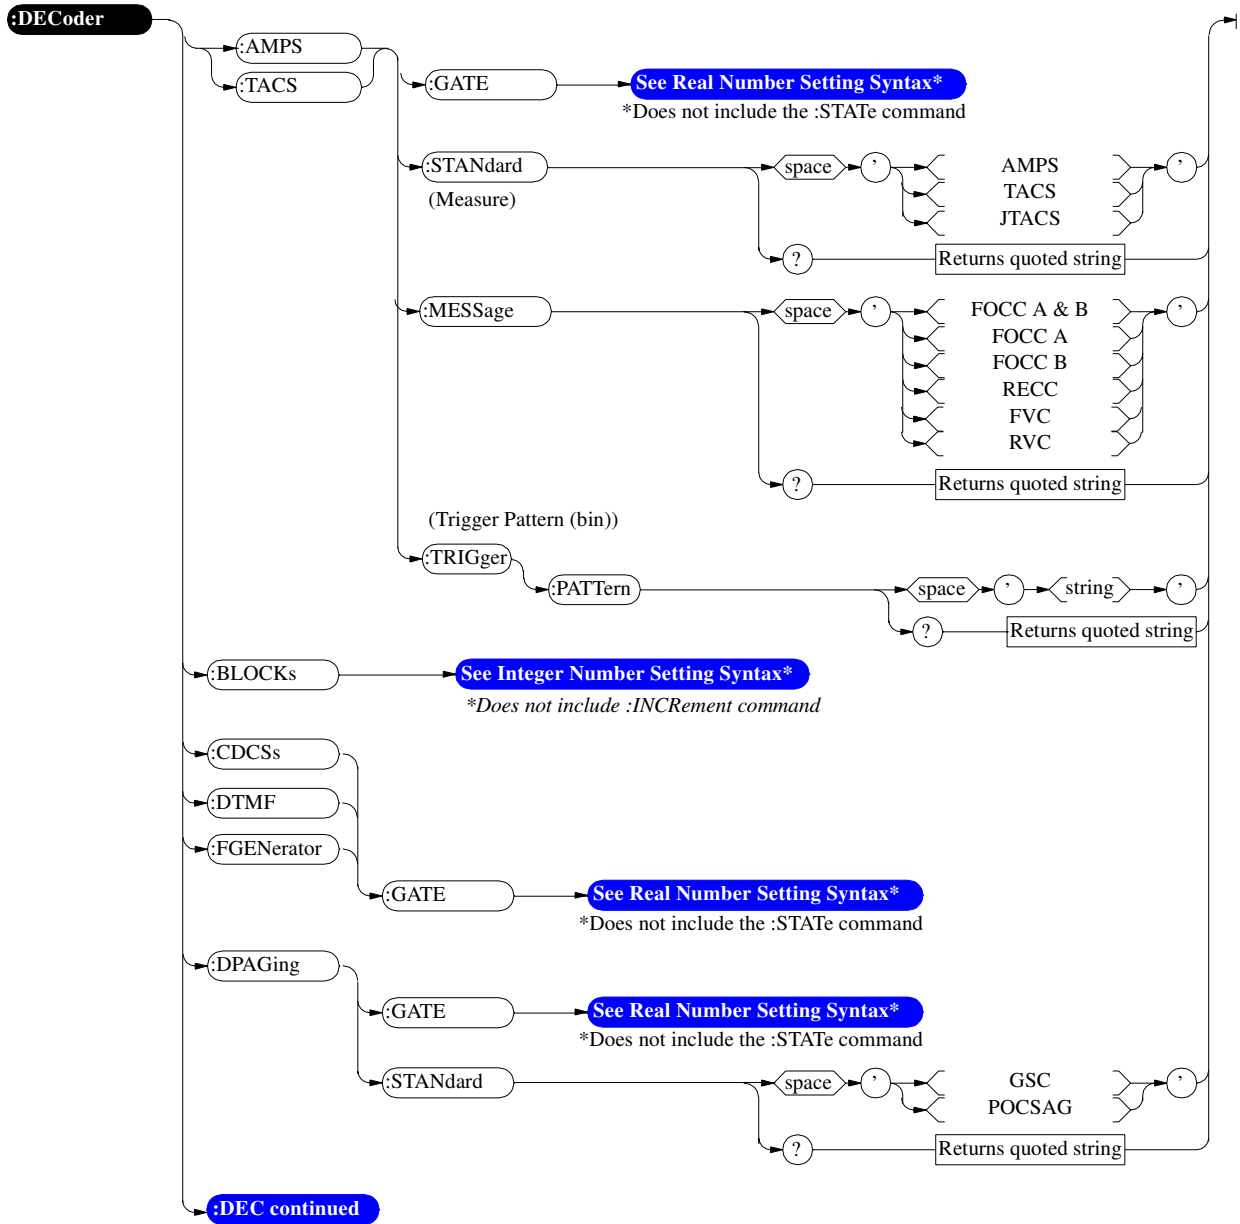 :DECoder
:AMPS
:TACS
:GATE
See Real Number Setting Syntax*
*Does not include the :STATe command
:STANdard
(Measure)
space
’
AMPS
TACS
JTACS
’
?
Returns quoted string
:MESSage
space
’
FOCC A & B
FOCC A
FOCC B
RECC
FVC
RVC
’
?
Returns quoted string
(Trigger Pattern (bin))
:TRIGger
:PATTern
space
’
string
’
?
Returns quoted string
:BLOCKs
See Integer Number Setting Syntax*
*Does not include :INCRement command
:CDCSs
:DTMF
:FGENerator
:GATE
See Real Number Setting Syntax*
*Does not include the :STATe command
:DPAGing
:GATE
See Real Number Setting Syntax*
*Does not include the :STATe command
:STANdard
space
’
GSC
POCSAG
’
?
Returns quoted string
:DEC continued